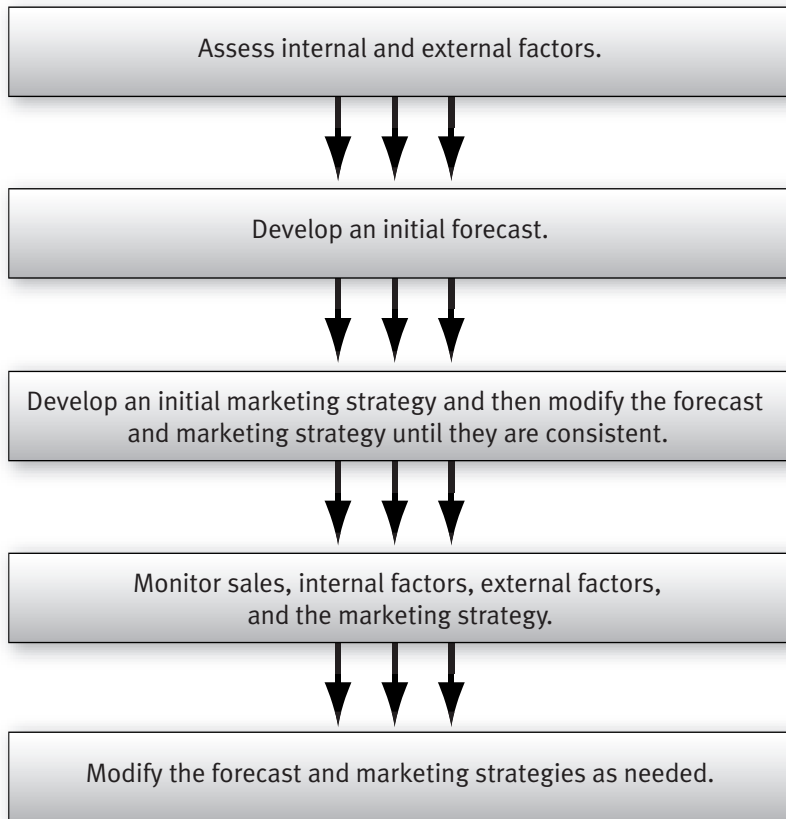 Assess internal and external factors.
Develop an initial forecast.
Develop an initial marketing strategy and then modify the forecast
and marketing strategy until they are consistent.
Monitor sales, internal factors, external factors,
and the marketing strategy.
Modify the forecast and marketing strategies as needed.